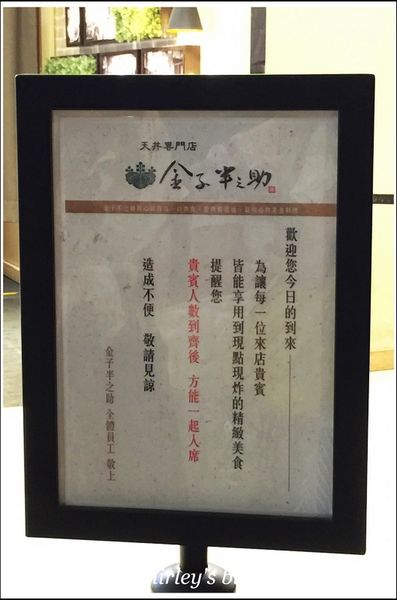 天丼專門店
金子半之助
歡迎您今日的到來
為讓每一位來店貴賓
皆能享用到現點現炸的精緻美食
提醒您
貴賓人數到齊後 方能一起入席
造成不便 敬請見諒
金子半之助 全體員工 敬上